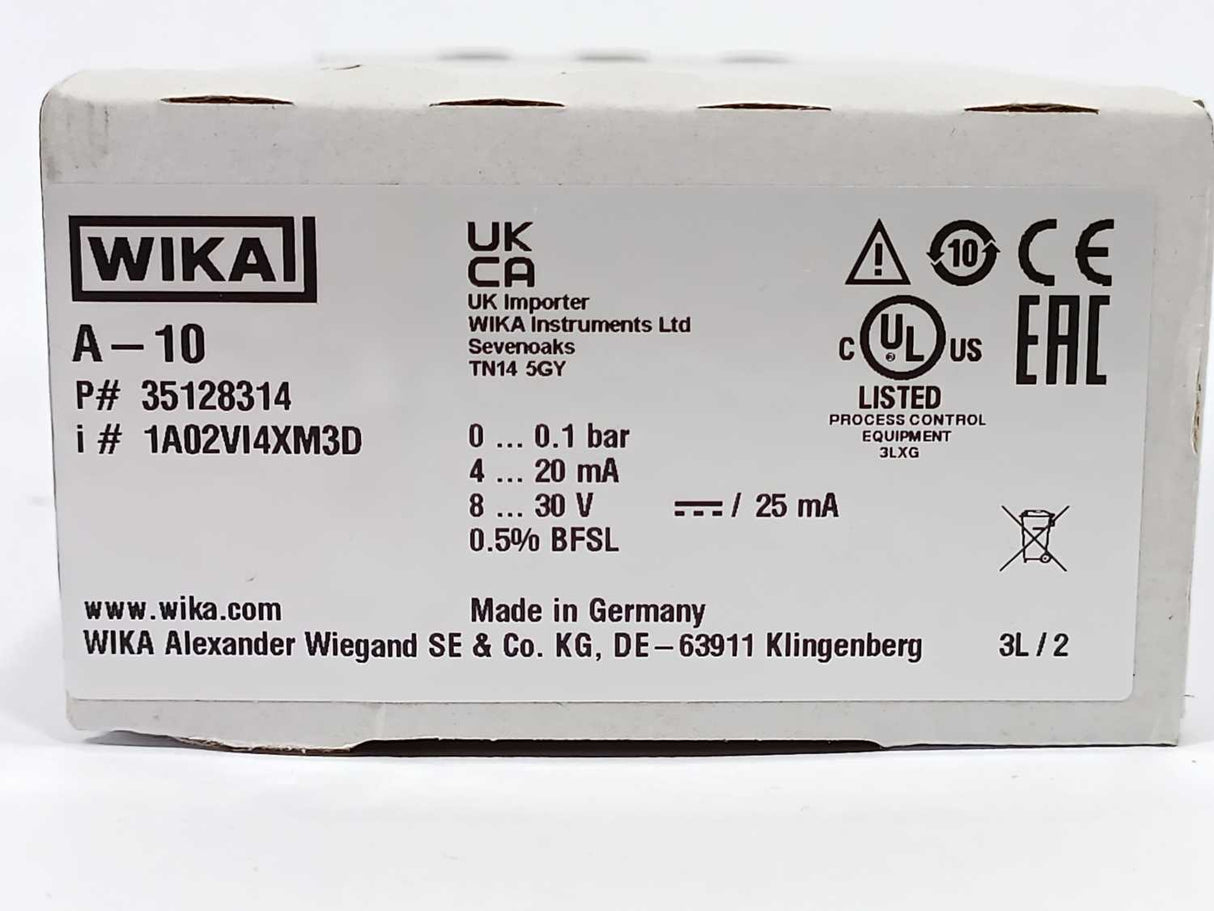 WIKA
A-10
P# 35128314
i # 1A02VI4XM3D
UK
CA
UK Importer
WIKA Instruments Ltd
Sevenoaks
TN14 5GY
0 ... 0.1 bar
4 ... 20 mA
8 ... 30 V / 25 mA
0.5% BFSL
! 10 CE
C UL US
EAC
LISTED
PROCESS CONTROL
EQUIPMENT
3LXG
www.wika.com
Made in Germany
WIKA Alexander Wiegand SE & Co. KG, DE-63911 Klingenberg
3L / 2